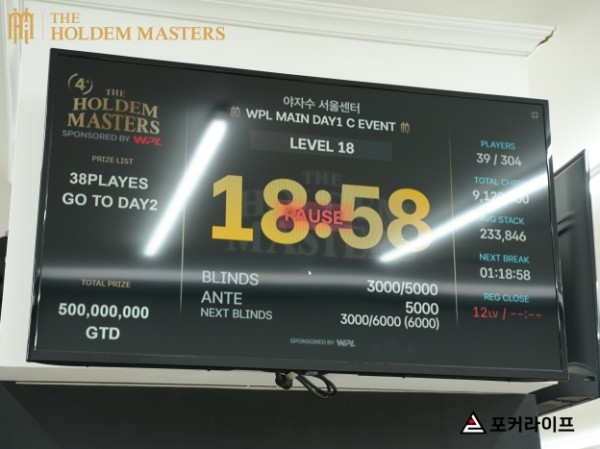 THE
HOLDEM MASTERS
4
THE
HOLDEM
MASTERS
SPONSORED BY WPL
야자수 서울센터
WPL MAIN DAY1 C EVENT
LEVEL 18
PRIZE LIST
38PLAYES
GO TO DAY2
18:58
PAUSE
PLAYERS
39 / 304
TOTAL
AVG STACK
233,846
NEXT BREAK
01:18:58
REG CLOSE
12LV / --:--
TOTAL PRIZE
500,000,000
GTD
BLINDS 3000/5000
ANTE 5000
NEXT BLINDS 3000/6000 (6000)
SPONSORED BY WPL
포커라이프